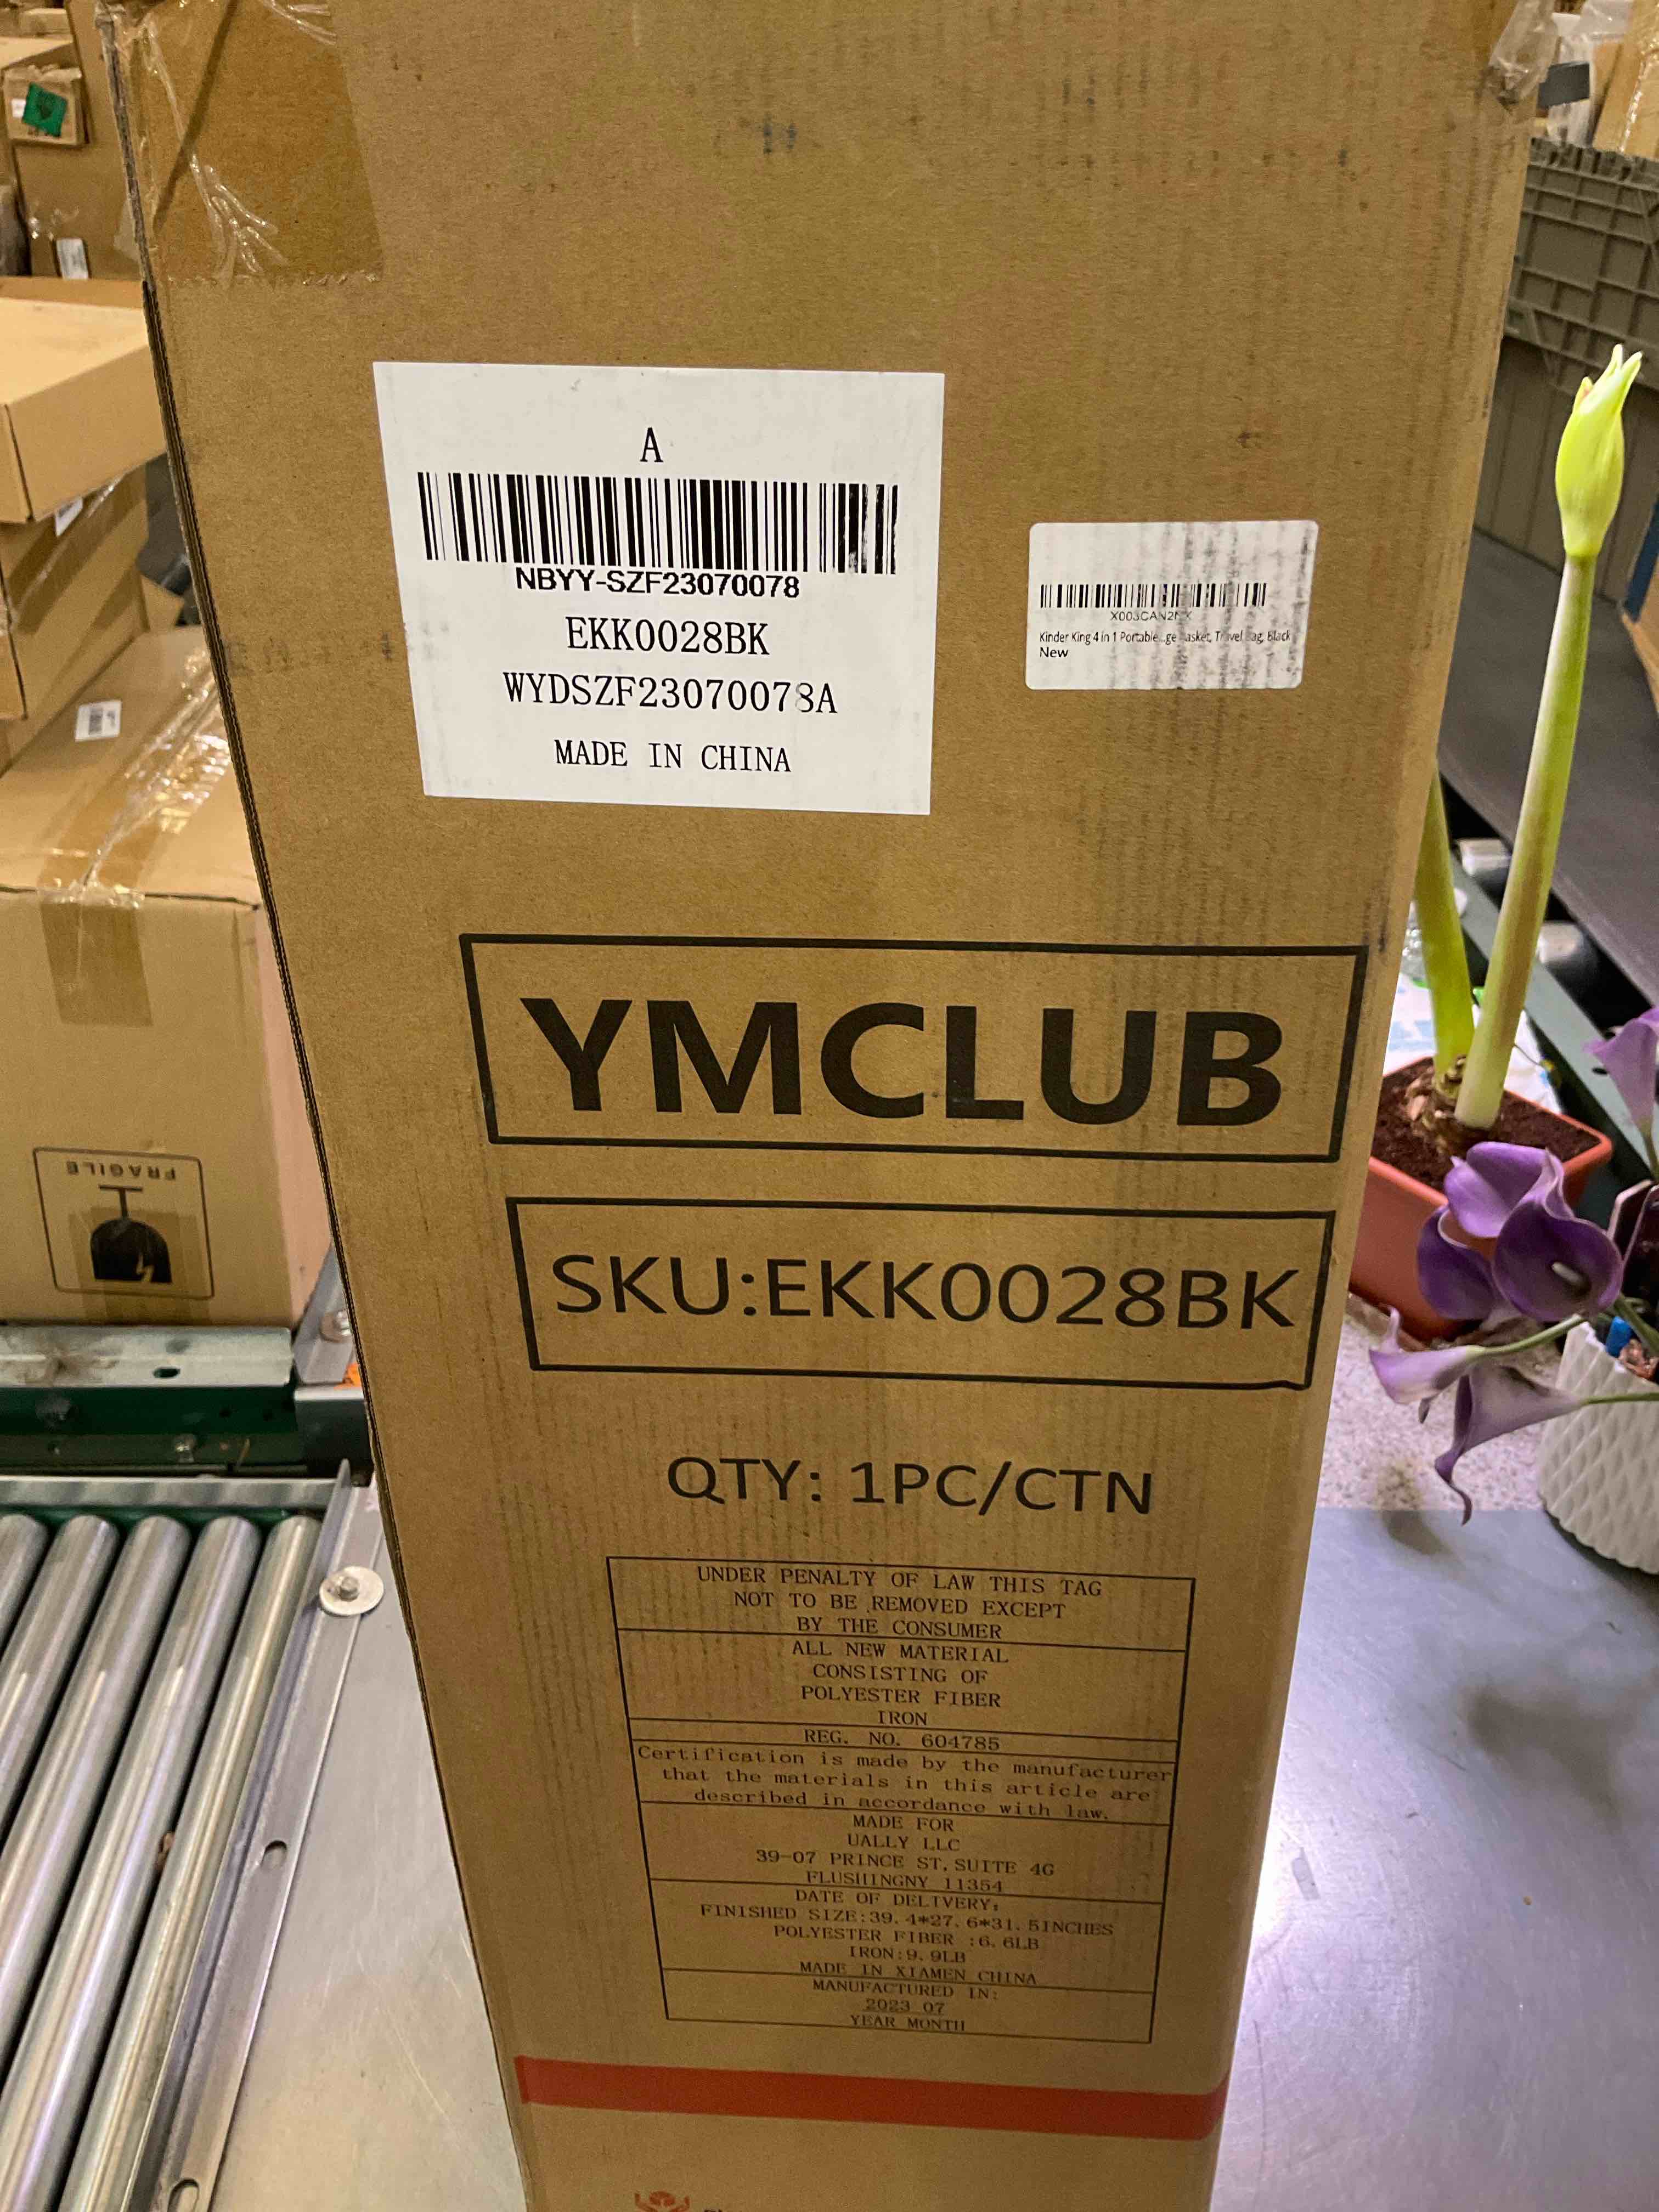 A
NBYY-SZF23070078
EKK0028BK
WYDSZF23070078A
MADE IN CHINA
Kinder King 4 in 1 Portable...ge Black
New
YMCLUB
SKU:EKK0028BK
QTY: 1PC/CTN
UNDER PENALTY OF LAW THIS TAG
NOT TO BE REMOVED EXCEPT
BY THE CONSUMER
ALL NEW MATERIAL
CONSISTING OF
POLYESTER FIBER
IRON
REG. NO. 604785
Certification is made by the manufacturer
that the materials in this article are
described in accordance with law.
MADE FOR
UALLY LLC
39-07 PRINCE ST, SUITE 4G
FLUSHINGNY 11354
DATE OF DELIVERY:
FINISHED SIZE:39.4*27.6*31.5INCHES
POLYESTER FIBER :6.6LB
IRON:9.9LB
MADE IN XIAMEN CHINA
MANUFACTURED IN:
2023 07
YEAR MONTH
FRAGILE